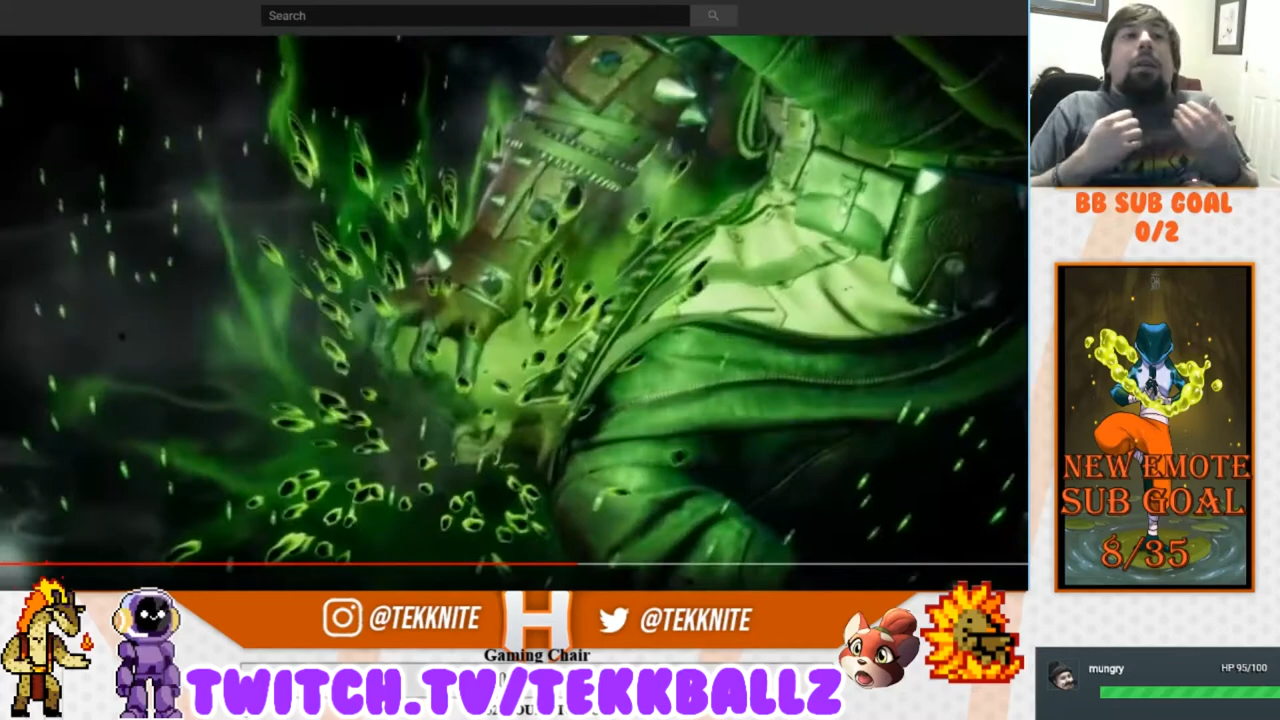 Search
BB SUB GOAL
0/2
NEW EMOTE
SUB GOAL
8/35
@TEKKNITE
H
@TEKKNITE
Gaming Chair
TWITCH.TV/TEKKBALLZ
mungry
HP 95/100